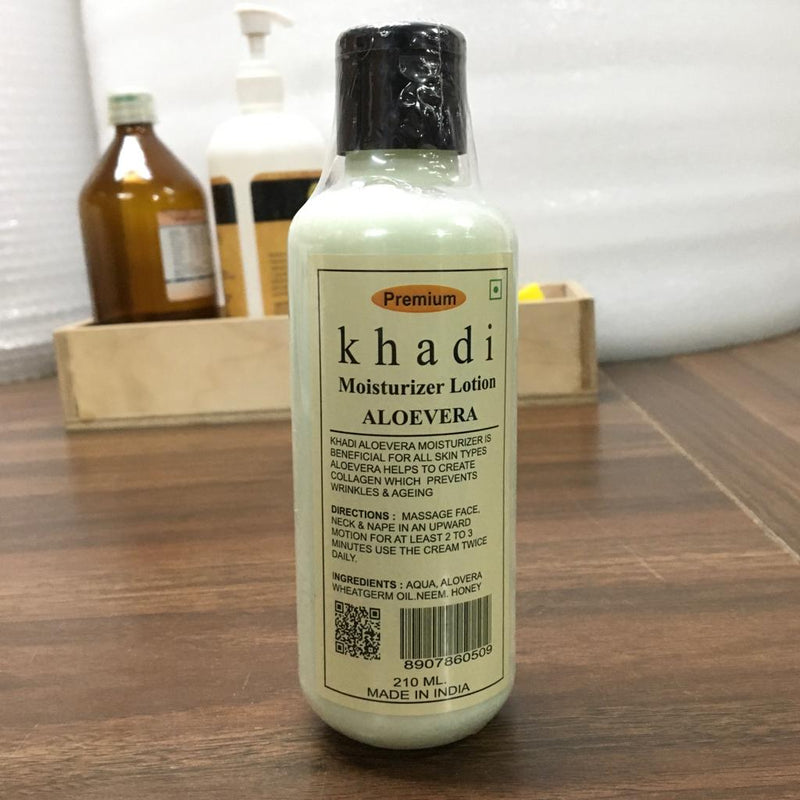 Premium
khadi
Moisturizer Lotion
ALOEVERA
KHADI ALOEVERA MOISTURIZER IS
BENEFICIAL FOR ALL SKIN TYPES
ALOEVERA HELPS TO CREATE
COLLAGEN WHICH PREVENTS
WRINKLES & AGEING
DIRECTIONS : MASSAGE FACE,
NECK & NAPE IN AN UPWARD
MOTION FOR AT LEAST 2 TO 3
MINUTES USE THE CREAM TWICE
DAILY.
INGREDIENTS : AQUA, ALOVERA
WHEATGERM OIL.NEEM. HONEY
8907860509
210 ML.
MADE IN INDIA